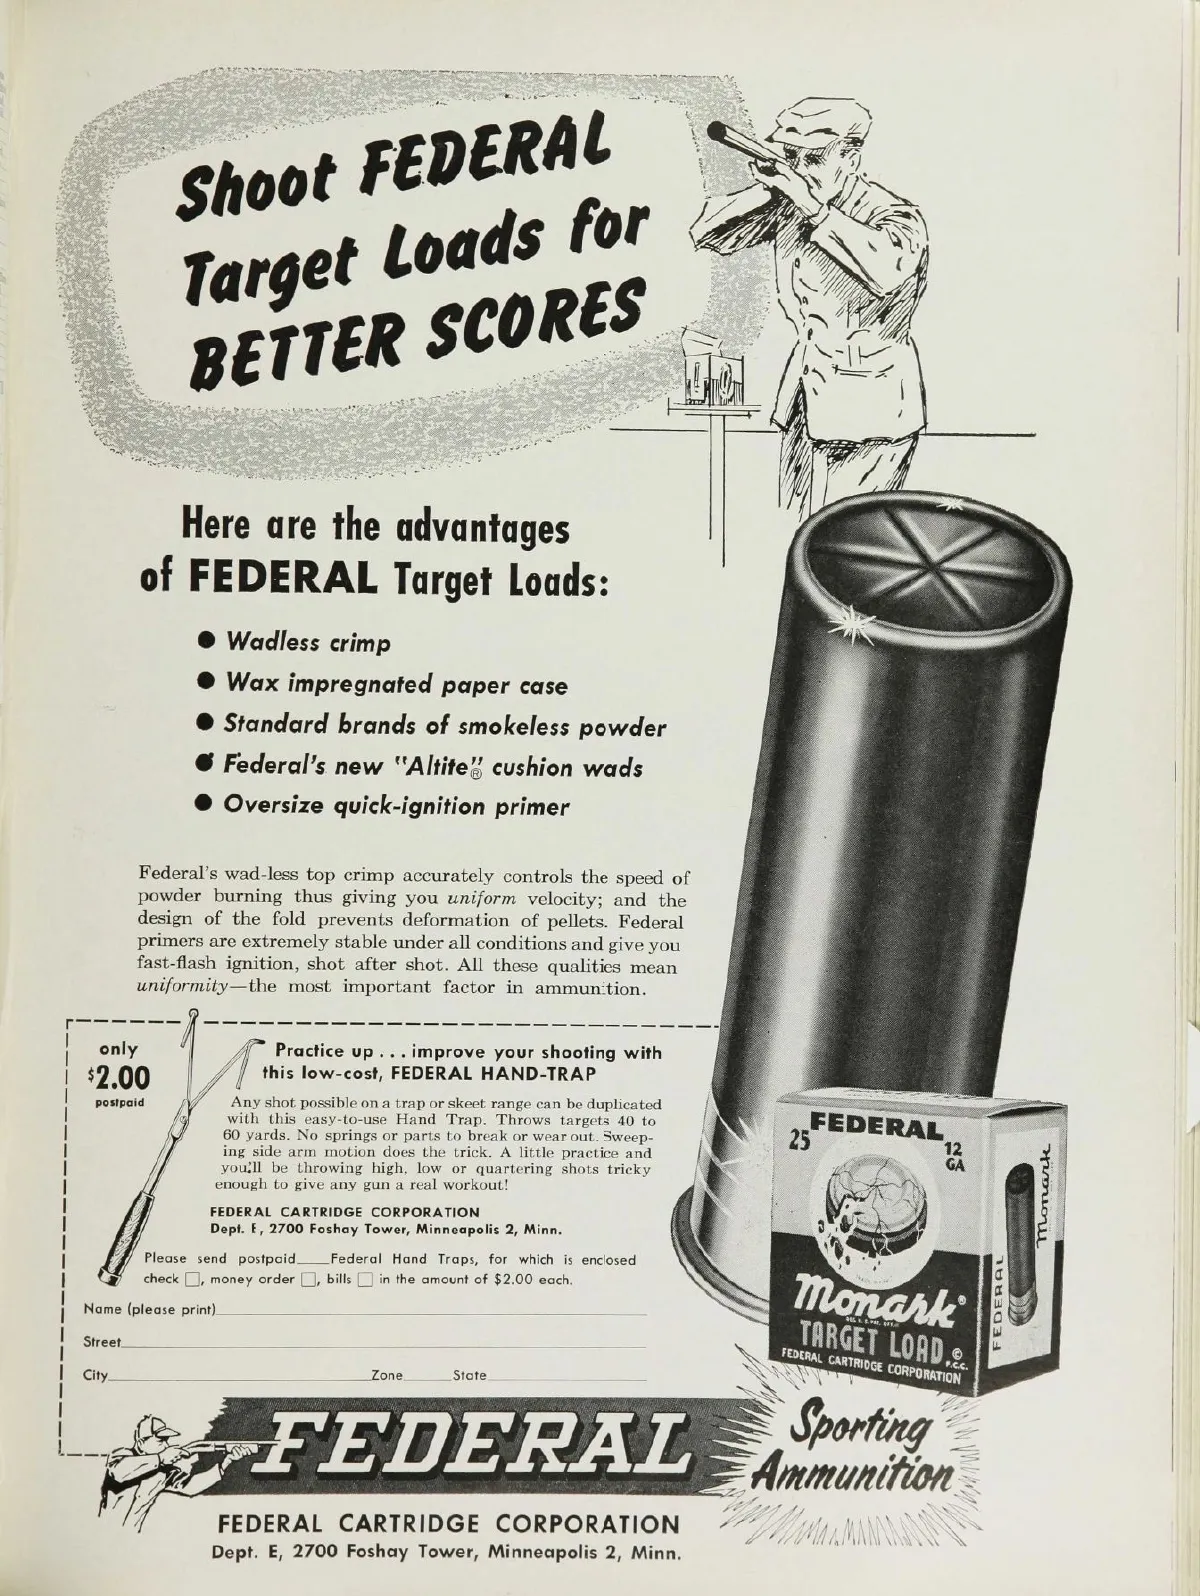 Shoot FEDERAL
Target Loads for
BETTER SCORES
Here are the advantages
of FEDERAL Target Loads:
● Wadless crimp
● Wax impregnated paper case
● Standard brands of smokeless powder
● Federal's new "Altite"® cushion wads
● Oversize quick-ignition primer
Federal's wad-less top crimp accurately controls the speed of
powder burning thus giving you uniform velocity; and the
design of the fold prevents deformation of pellets. Federal
primers are extremely stable under all conditions and give you
fast-flash ignition, shot after shot. All these qualities mean
uniformity—the most important factor in ammunition.
only
$2.00
postpaid
Practice up . . . improve your shooting with
this low-cost, FEDERAL HAND-TRAP
Any shot possible on a trap or skeet range can be duplicated
with this easy-to-use Hand Trap. Throws targets 40 to
60 yards. No springs or parts to break or wear out. Sweep-
ing side arm motion does the trick. A little practice and
you'll be throwing high, low or quartering shots tricky
enough to give any gun a real workout!
FEDERAL CARTRIDGE CORPORATION
Dept. E, 2700 Foshay Tower, Minneapolis 2, Minn.
Please send postpaid____Federal Hand Traps, for which is enclosed
check □, money order □, bills □ in the amount of $2.00 each.
Name (please print)
Street
City Zone State
25 FEDERAL 12
GA
Monark®
REG. U.S. PAT. OFF.
TARGET LOAD ©
F.C.C.
FEDERAL CARTRIDGE CORPORATION
FEDERAL
Monark
FEDERAL
Sporting
Ammunition
FEDERAL CARTRIDGE CORPORATION
Dept. E, 2700 Foshay Tower, Minneapolis 2, Minn.